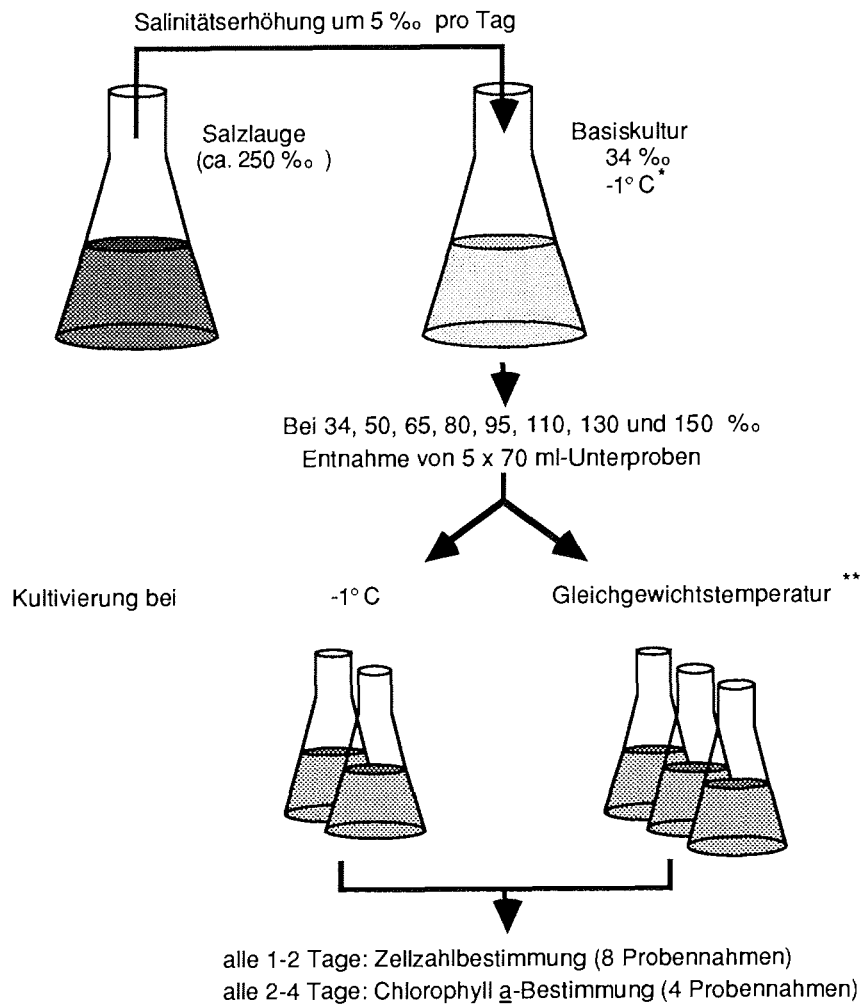 Salinitätserhöhung um 5 ‰ pro Tag
Salzlauge
(ca. 250 ‰ )
Basiskultur
34 ‰
-1° C*
Bei 34, 50, 65, 80, 95, 110, 130 und 150 ‰
Entnahme von 5 x 70 ml-Unterproben
Kultivierung bei
-1° C
Gleichgewichtstemperatur **
alle 1-2 Tage: Zellzahlbestimmung (8 Probennahmen)
alle 2-4 Tage: Chlorophyll a-Bestimmung (4 Probennahmen)